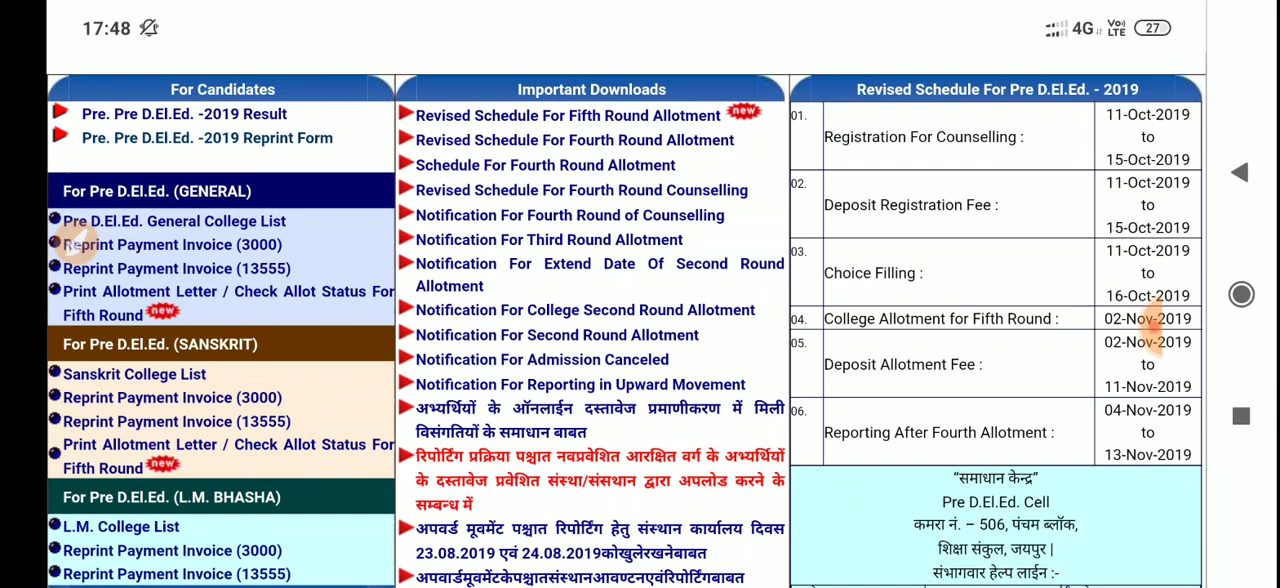 17:48
4G
Vo))
LTE
27
For Candidates
Pre. Pre D.El.Ed. -2019 Result
Pre. Pre D.El.Ed. -2019 Reprint Form
For Pre D.El.Ed. (GENERAL)
Pre D.El.Ed. General College List
Reprint Payment Invoice (3000)
Reprint Payment Invoice (13555)
Print Allotment Letter / Check Allot Status For
Fifth Round new
For Pre D.El.Ed. (SANSKRIT)
Sanskrit College List
Reprint Payment Invoice (3000)
Reprint Payment Invoice (13555)
Print Allotment Letter / Check Allot Status For
Fifth Round new
For Pre D.El.Ed. (L.M. BHASHA)
L.M. College List
Reprint Payment Invoice (3000)
Reprint Payment Invoice (13555)
Important Downloads
Revised Schedule For Fifth Round Allotment new
Revised Schedule For Fourth Round Allotment
Schedule For Fourth Round Allotment
Revised Schedule For Fourth Round Counselling
Notification For Fourth Round of Counselling
Notification For Third Round Allotment
Notification For Extend Date Of Second Round
Allotment
Notification For College Second Round Allotment
Notification For Second Round Allotment
Notification For Admission Canceled
Notification For Reporting in Upward Movement
अभ्यर्थियों के ऑनलाईन दस्तावेज प्रमाणीकरण में मिली
विसंगतियों के समाधान बाबत
रिपोर्टिंग प्रक्रिया पश्चात नवप्रवेशित आरक्षित वर्ग के अभ्यर्थियों
के दस्तावेज प्रवेशित संस्था/संसथान द्वारा अपलोड करने के
सम्बन्ध में
अपवर्ड मूवमेंट पश्चात रिपोर्टिंग हेतु संस्थान कार्यालय दिवस
23.08.2019 एवं 24.08.2019कोखुलेरखनेबाबत
अपवार्डमूवमेंटकेपश्चातसंस्थानआवण्टनएवंरिपोर्टिंगबाबात
Revised Schedule For Pre D.El.Ed. - 2019
01. Registration For Counselling : 11-Oct-2019
to
15-Oct-2019
02. Deposit Registration Fee : 11-Oct-2019
to
15-Oct-2019
03. Choice Filling : 11-Oct-2019
to
16-Oct-2019
04. College Allotment for Fifth Round : 02-Nov-2019
05. Deposit Allotment Fee : 02-Nov-2019
to
11-Nov-2019
06. Reporting After Fourth Allotment : 04-Nov-2019
to
13-Nov-2019
“समाधान केन्द्र”
Pre D.El.Ed. Cell
कमरा नं. – 506, पंचम ब्लॉक,
शिक्षा संकुल, जयपुर |
संभागवार हेल्प लाईन :-